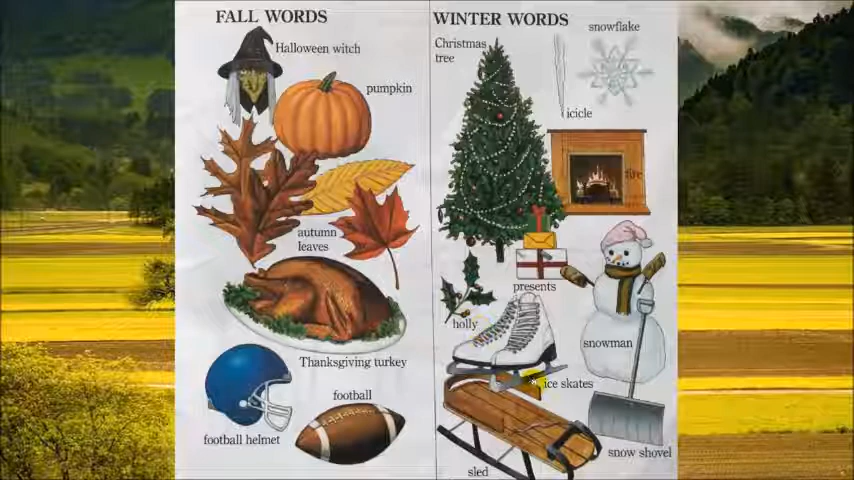 FALL WORDS
Halloween witch
pumpkin
autumn
leaves
Thanksgiving turkey
football
football helmet
WINTER WORDS
snowflake
Christmas
tree
icicle
fire
presents
holly
snowman
ice skates
snow shovel
sled